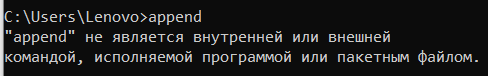 C:\Users\Lenovo>append
"append" не является внутренней или внешней
командой, исполняемой программой или пакетным файлом.